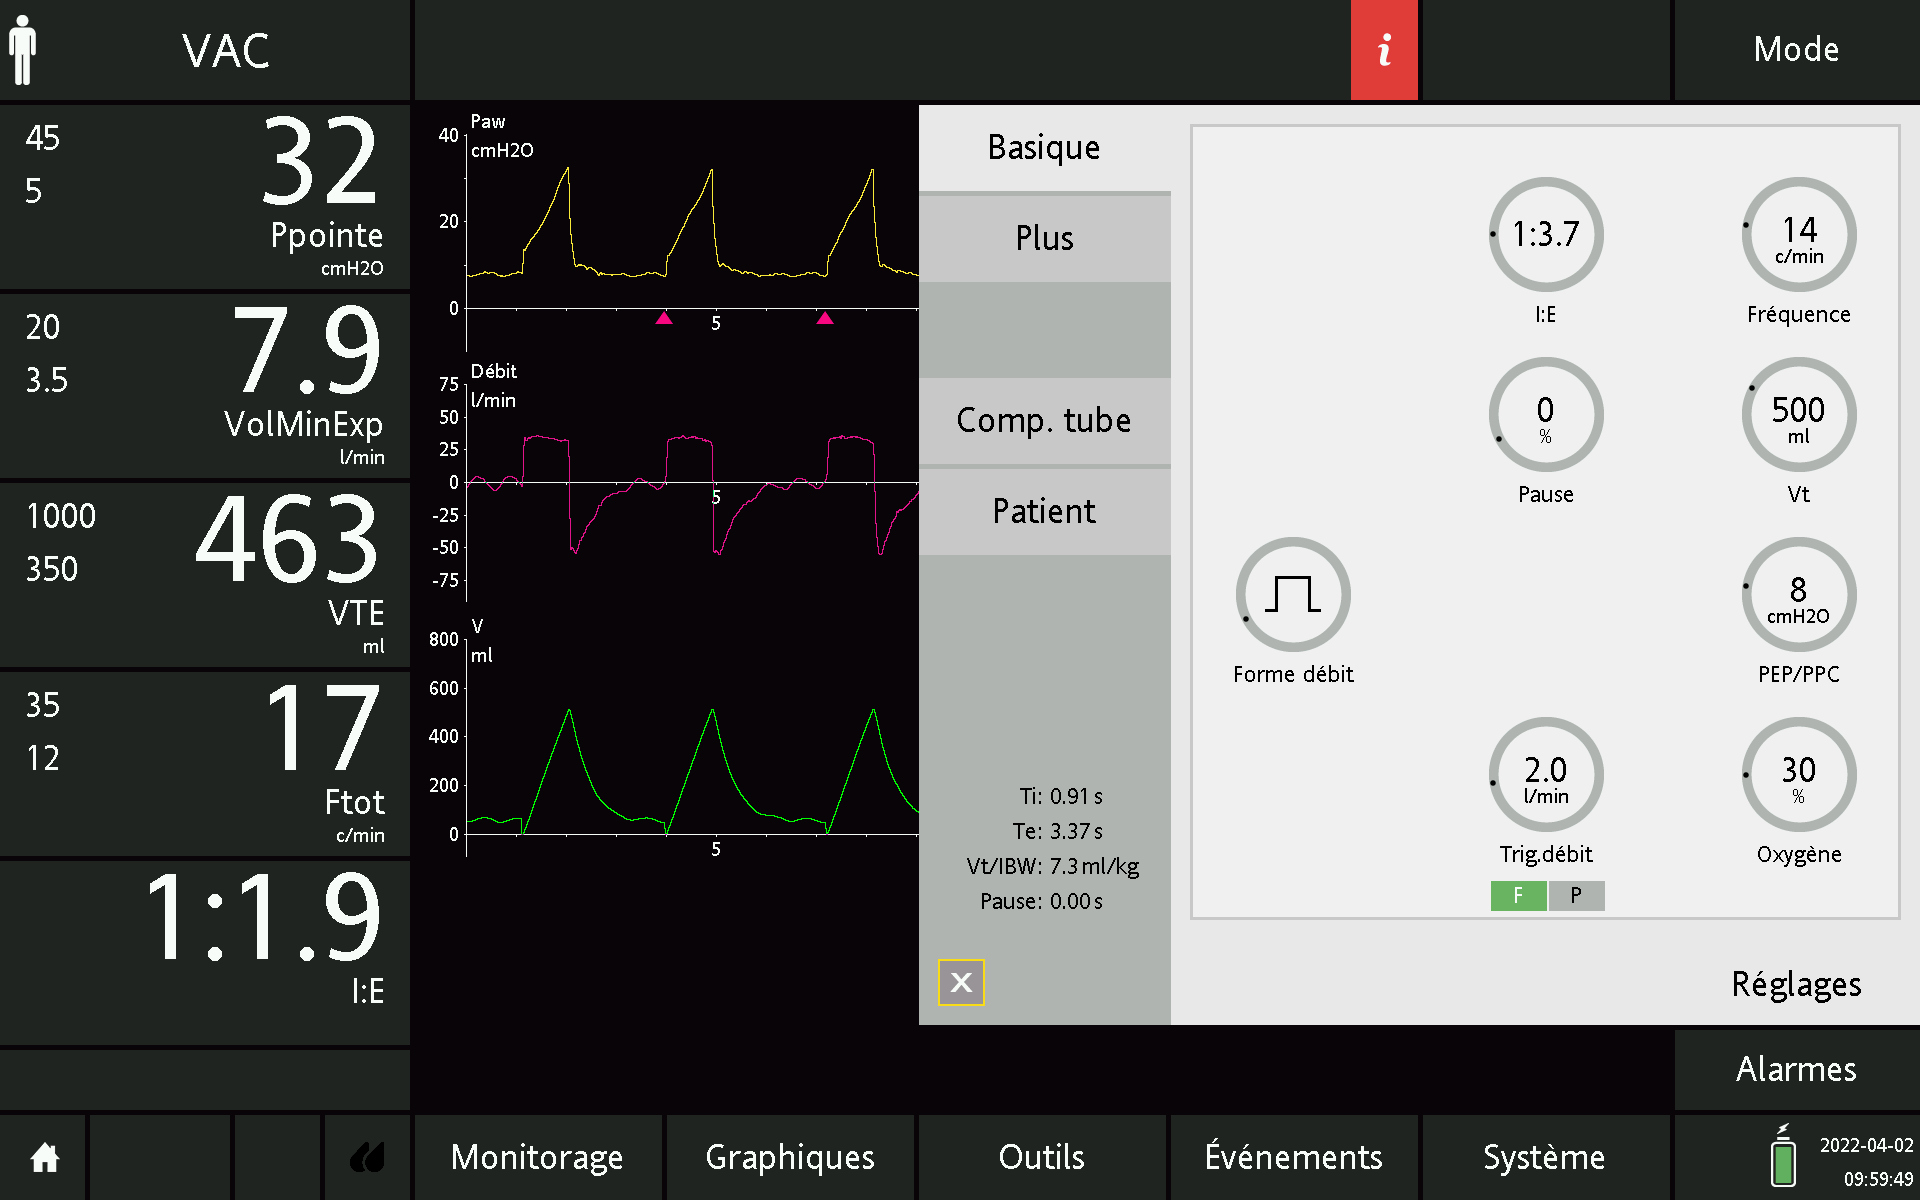 VAC
i
Mode
45
5
32
Ppointe
cmH2O
20
3.5
7.9
VolMinExp
l/min
1000
350
463
VTE
ml
35
12
17
Ftot
c/min
1:1.9
I:E
Paw
cmH2O
40
20
0
5
Débit
l/min
75
50
25
0
-25
-50
-75
5
V
ml
800
600
400
200
0
5
Basique
Plus
Comp. tube
Patient
Ti: 0.91 s
Te: 3.37 s
Vt/IBW: 7.3 ml/kg
Pause: 0.00 s
X
1:3.7
I:E
14
c/min
Fréquence
0
%
Pause
500
ml
Vt
Forme débit
8
cmH2O
PEP/PPC
2.0
l/min
Trig.débit
F P
30
%
Oxygène
Réglages
Alarmes
Monitorage
Graphiques
Outils
Événements
Système
2022-04-02
09:59:49